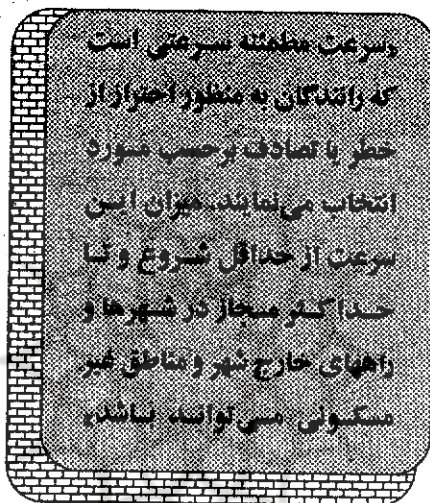 «سرعت مطمئنه سرعتی است
که رانندگان به منظور احتراز از
خطر یا تصادف برحسب مورد
انتخاب می‌نمایند. میزان این
سرعت از حداقل شروع و تا
حداکثر مجاز در شهرها و
راههای خارج شهر و مناطق غیر
مسکونی می‌تواند باشد»